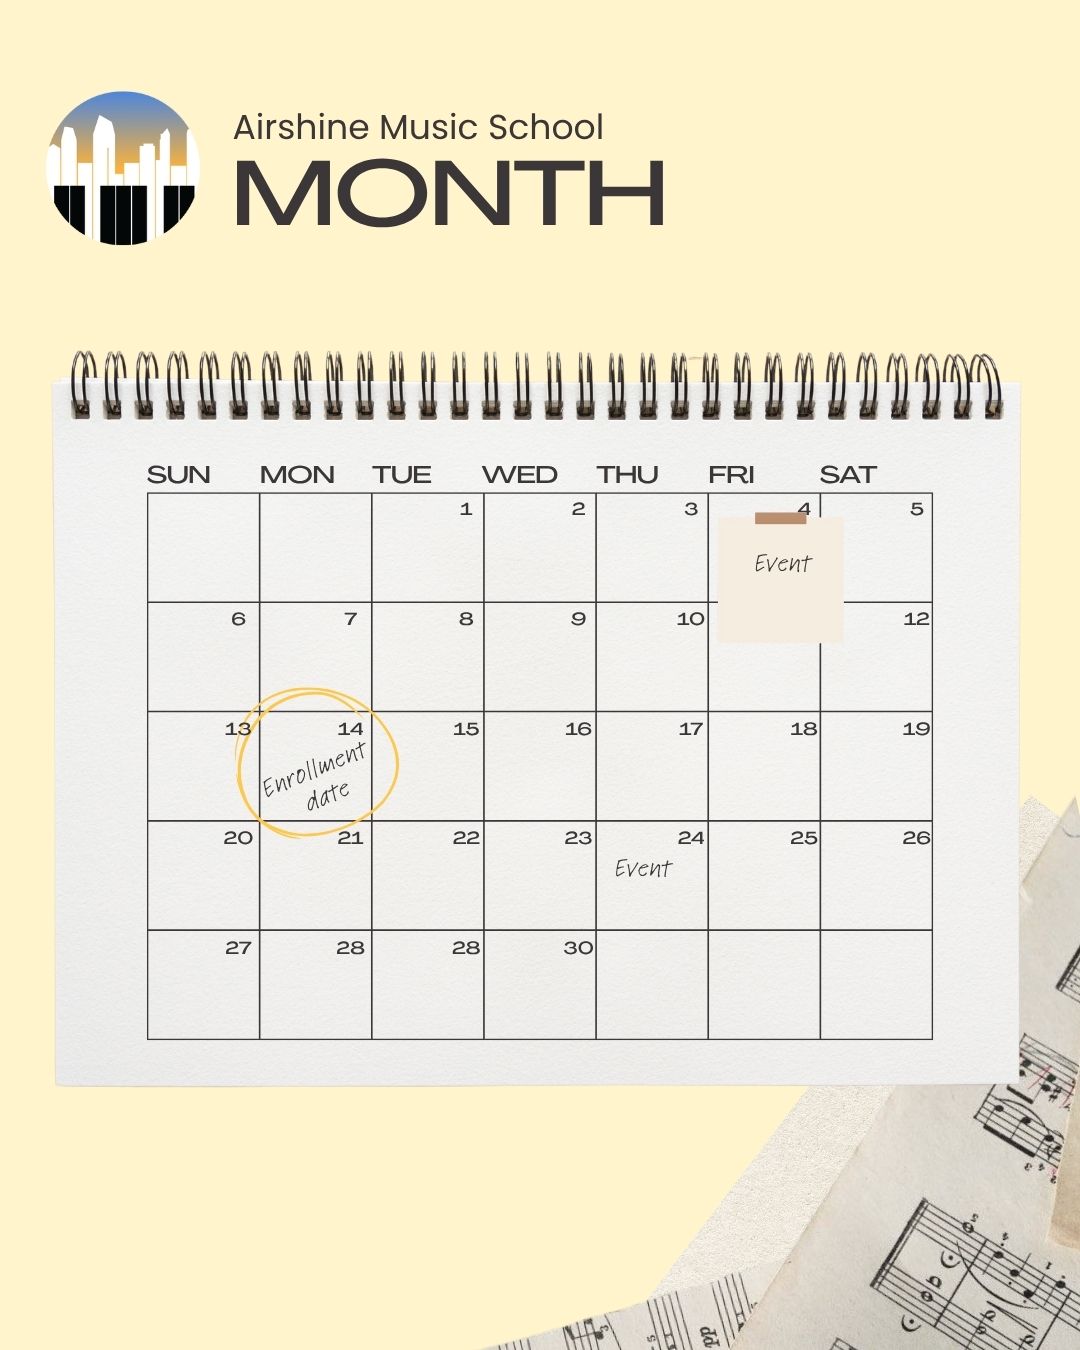 Airshine Music School
MONTH
SUN MON TUE WED THU FRI SAT
1 2 3 4 5
Event
6 7 8 9 10 12
13 14 15 16 17 18 19
Enrollment
date
20 21 22 23 24 25 26
Event
27 28 28 30
pp